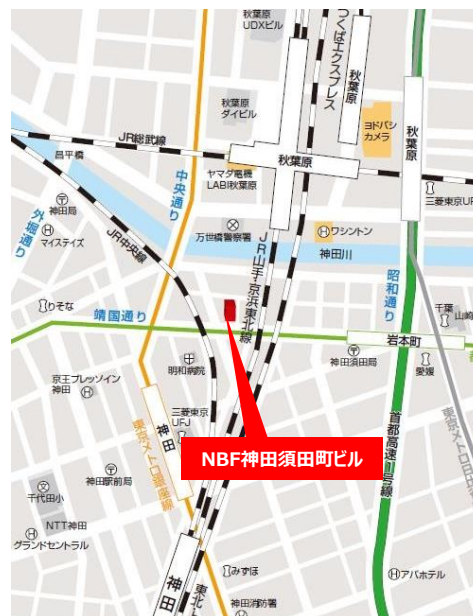 秋葉原
UDXビル
つくばエクスプレス
秋葉原
秋葉原
ダイビル
ヨドバシ
カメラ
秋葉原
JR総武線
昌平橋
秋葉原
ヤマダ電機
LABI秋葉原
中央通り
神田局
三菱東京UF
外堀通り
マイステイズ
JR中央線
万世橋警察署
ワシントン
神田川
JR山手・京浜東北線
昭和通り
りそな
靖国通り
千葉
山崎
岩本町
明和病院
神田須田局
愛媛
京王プレッソイン
神田
三菱東京
UFJ
神田
東京メトロ銀座線
NBF神田須田町ビル
首都高速1号線
神田駅前局
千代田小
NTT神田
グランドセントラル
神田
みずほ
アパホテル
神田消防署